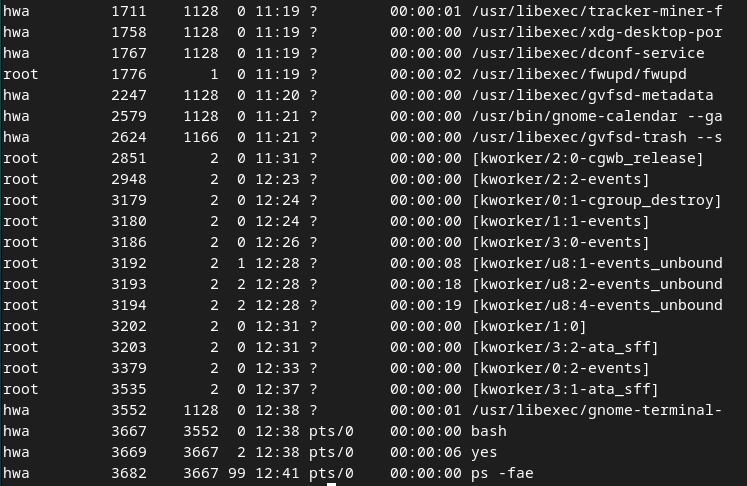 hwa 1711 1128 0 11:19 ? 00:00:01 /usr/libexec/tracker-miner-f
hwa 1758 1128 0 11:19 ? 00:00:00 /usr/libexec/xdg-desktop-por
hwa 1767 1128 0 11:19 ? 00:00:00 /usr/libexec/dconf-service
root 1776 1 0 11:19 ? 00:00:02 /usr/libexec/fwupd/fwupd
hwa 2247 1128 0 11:20 ? 00:00:00 /usr/libexec/gvfsd-metadata
hwa 2579 1128 0 11:21 ? 00:00:00 /usr/bin/gnome-calendar --ga
hwa 2624 1166 0 11:21 ? 00:00:00 /usr/libexec/gvfsd-trash --s
root 2851 2 0 11:31 ? 00:00:00 [kworker/2:0-cgwb_release]
root 2948 2 0 12:23 ? 00:00:00 [kworker/2:2-events]
root 3179 2 0 12:24 ? 00:00:00 [kworker/0:1-cgroup_destroy]
root 3180 2 0 12:24 ? 00:00:00 [kworker/1:1-events]
root 3186 2 0 12:26 ? 00:00:00 [kworker/3:0-events]
root 3192 2 1 12:28 ? 00:00:08 [kworker/u8:1-events_unbound
root 3193 2 2 12:28 ? 00:00:18 [kworker/u8:2-events_unbound
root 3194 2 2 12:28 ? 00:00:19 [kworker/u8:4-events_unbound
root 3202 2 0 12:31 ? 00:00:00 [kworker/1:0]
root 3203 2 0 12:31 ? 00:00:00 [kworker/3:2-ata_sff]
root 3379 2 0 12:33 ? 00:00:00 [kworker/0:2-events]
root 3535 2 0 12:37 ? 00:00:00 [kworker/3:1-ata_sff]
hwa 3552 1128 0 12:38 ? 00:00:01 /usr/libexec/gnome-terminal-
hwa 3667 3552 0 12:38 pts/0 00:00:00 bash
hwa 3669 3667 2 12:38 pts/0 00:00:06 yes
hwa 3682 3667 99 12:41 pts/0 00:00:00 ps -fae